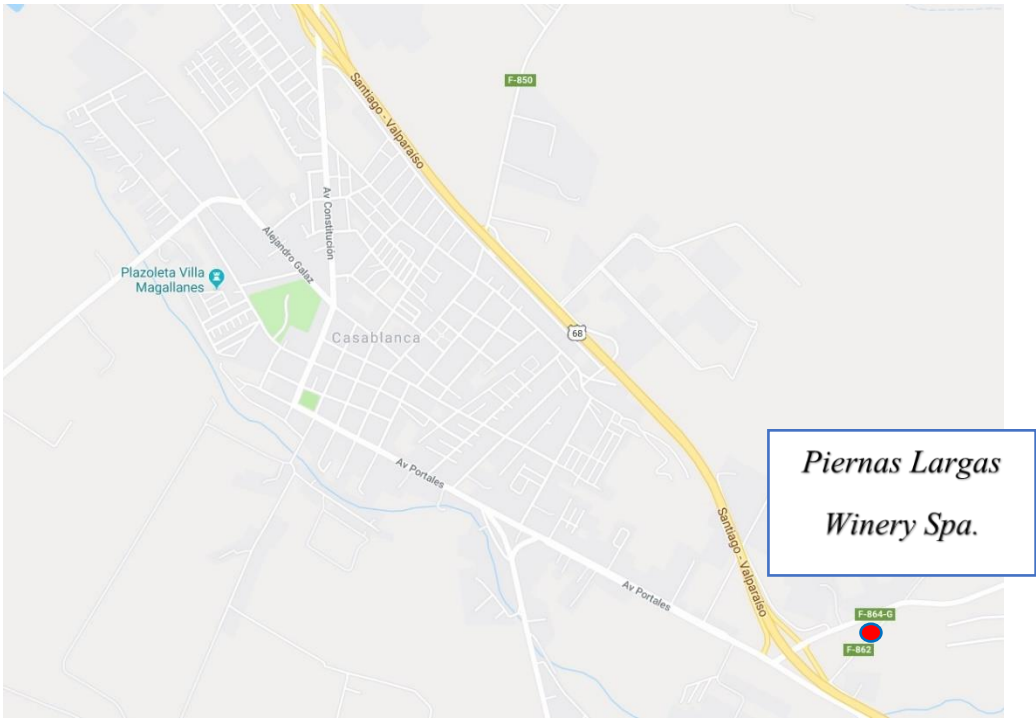 F-850
Santiago - Valparaíso
Av Constitución
Alejandro Galaz
Plazoleta Villa
Magallanes
Casablanca
68
Piernas Largas
Winery Spa.
Av Portales
Santiago - Valparaíso
Av Portales
F-864-G
F-862